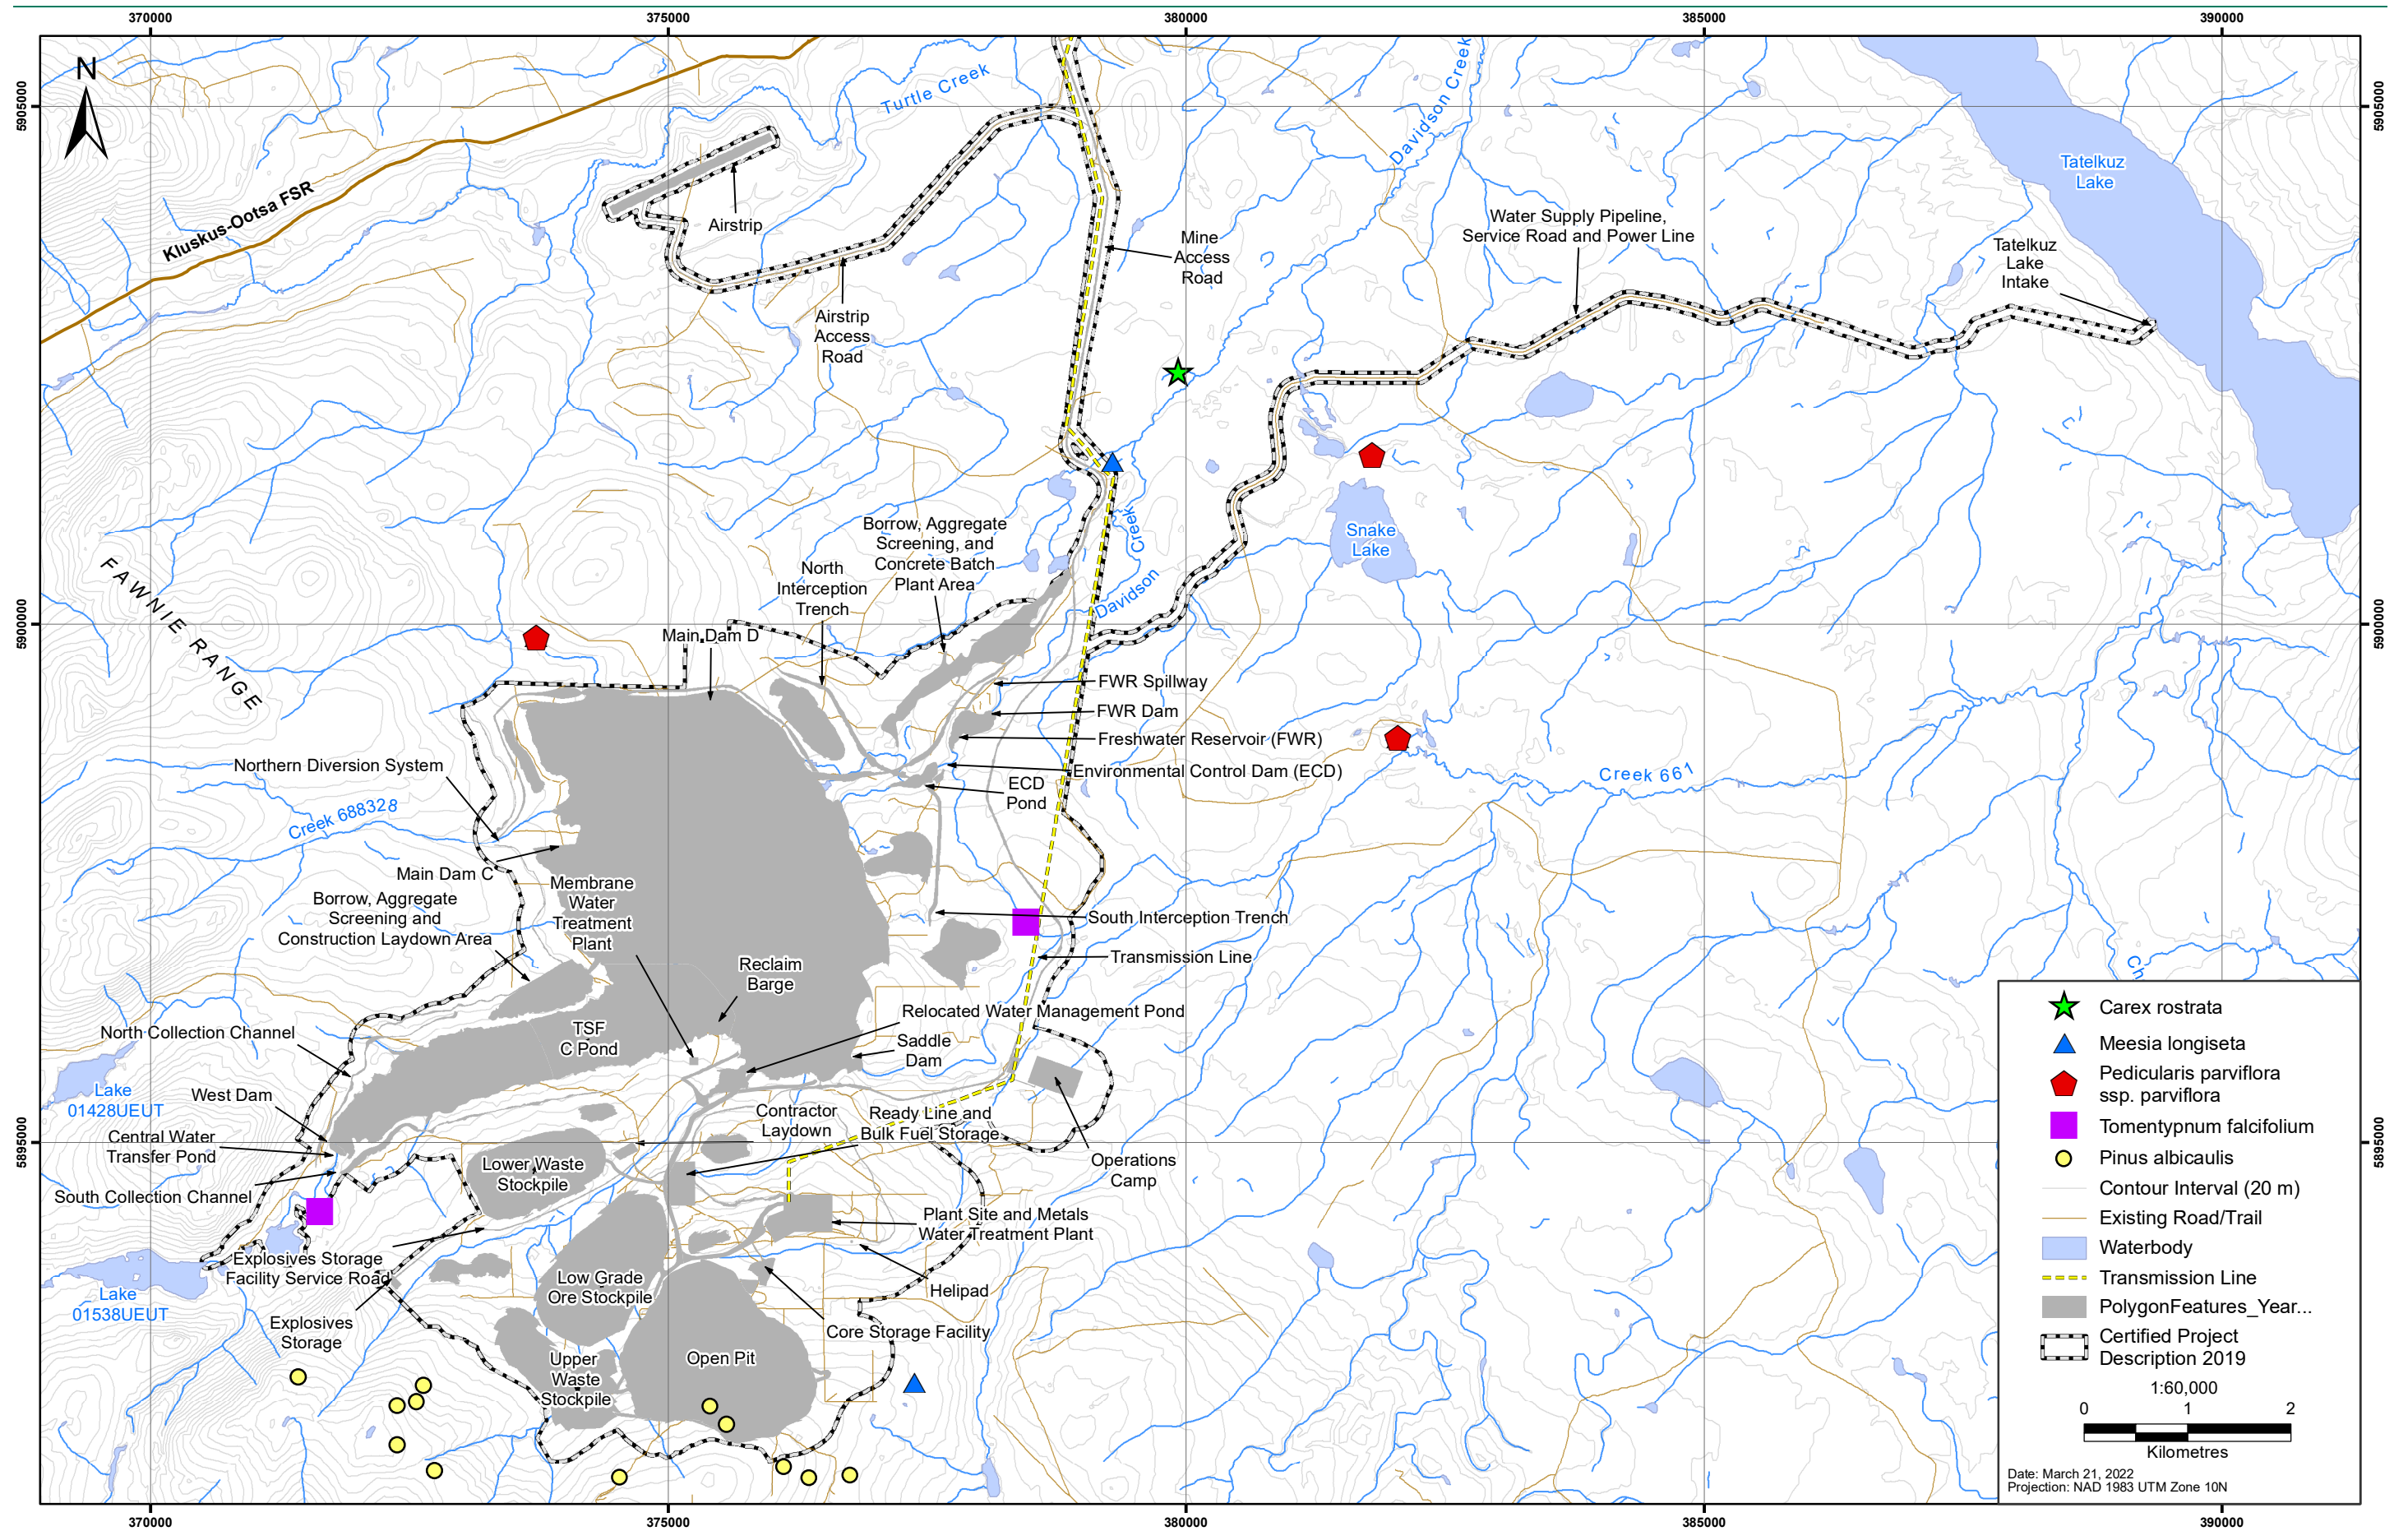 370000
375000
380000
385000
390000
5905000
5905000
N
Turtle Creek
Davidson Creek
Tatelkuz
Lake
Kluskus-Ootsa FSR
Airstrip
Mine
Access
Road
Water Supply Pipeline,
Service Road and Power Line
Tatelkuz
Lake
Intake
Airstrip
Access
Road
Snake
Lake
Borrow, Aggregate
Screening, and
Concrete Batch
Plant Area
Creek
Davidson
North
Interception
Trench
FAWNIE RANGE
Main Dam D
5900000
5900000
FWR Spillway
FWR Dam
Freshwater Reservoir (FWR)
Environmental Control Dam (ECD)
ECD
Pond
Creek 661
Northern Diversion System
Creek 688328
Main Dam C
Membrane
Water
Treatment
Plant
Borrow, Aggregate
Screening and
Construction Laydown Area
South Interception Trench
Transmission Line
Reclaim
Barge
Relocated Water Management Pond
Ch
North Collection Channel
TSF
C Pond
Saddle
Dam
Lake
01428UEUT
West Dam
Contractor
Laydown
Ready Line and
Bulk Fuel Storage
Central Water
Transfer Pond
5895000
5895000
Lower Waste
Stockpile
Operations
Camp
South Collection Channel
Plant Site and Metals
Water Treatment Plant
Explosives Storage
Facility Service Road
Low Grade
Ore Stockpile
Helipad
Lake
01538UEUT
Explosives
Storage
Core Storage Facility
Upper
Waste
Stockpile
Open Pit
Carex rostrata
Meesia longiseta
Pedicularis parviflora
ssp. parviflora
Tomentypnum falcifolium
Pinus albicaulis
Contour Interval (20 m)
Existing Road/Trail
Waterbody
Transmission Line
PolygonFeatures_Year...
Certified Project
Description 2019
1:60,000
0 1 2
Kilometres
Date: March 21, 2022
Projection: NAD 1983 UTM Zone 10N
370000
375000
380000
385000
390000